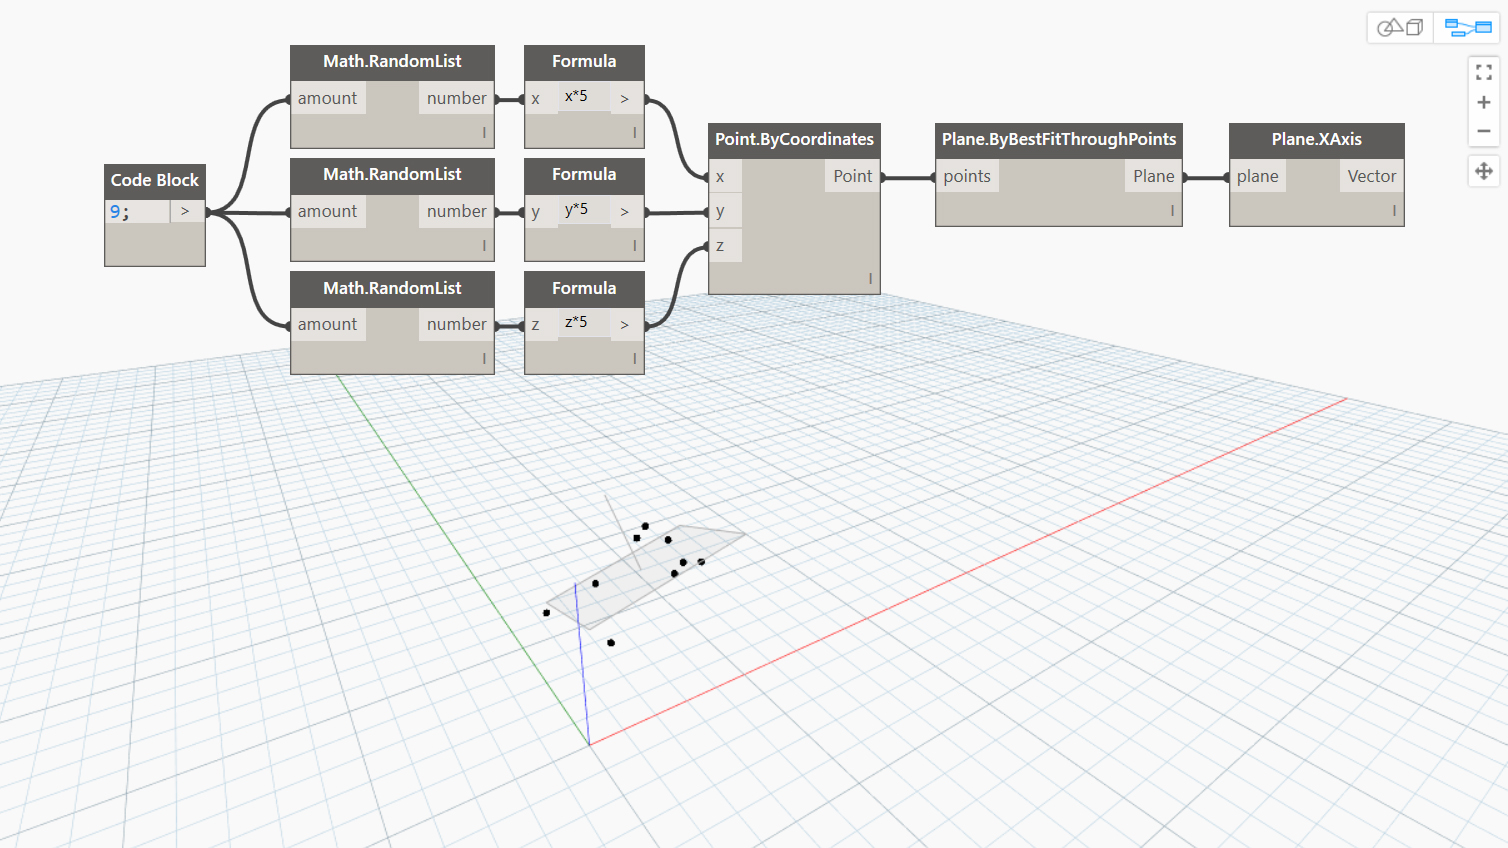 Math.RandomList
amount number
I
Formula
x x*5 >
I
Code Block
9; >
Math.RandomList
amount number
I
Formula
y y*5 >
I
Math.RandomList
amount number
I
Formula
z z*5 >
I
Point.ByCoordinates
x Point
y
z
I
Plane.ByBestFitThroughPoints
points Plane
I
Plane.XAxis
plane Vector
I